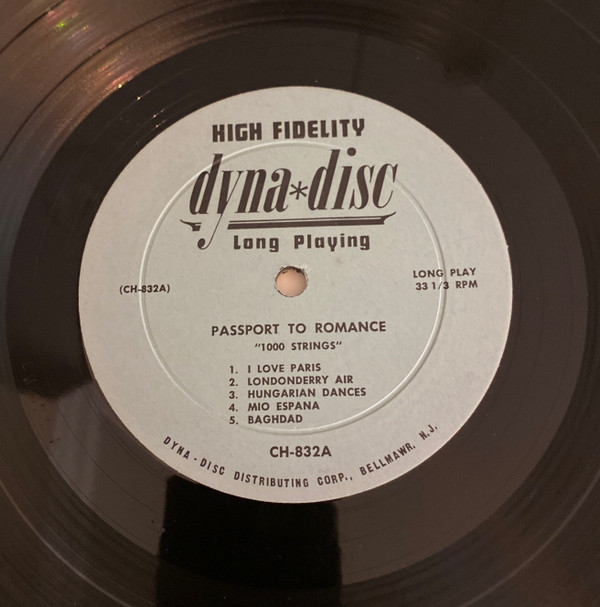 HIGH FIDELITY
dyna*disc
Long Playing
(CH-832A)
LONG PLAY
33 1/3 RPM
PASSPORT TO ROMANCE
"1000 STRINGS"
1. I LOVE PARIS
2. LONDONDERRY AIR
3. HUNGARIAN DANCES
4. MIO ESPANA
5. BAGHDAD
CH-832A
DYNA-DISC DISTRIBUTING CORP., BELLMAWR, N.J.